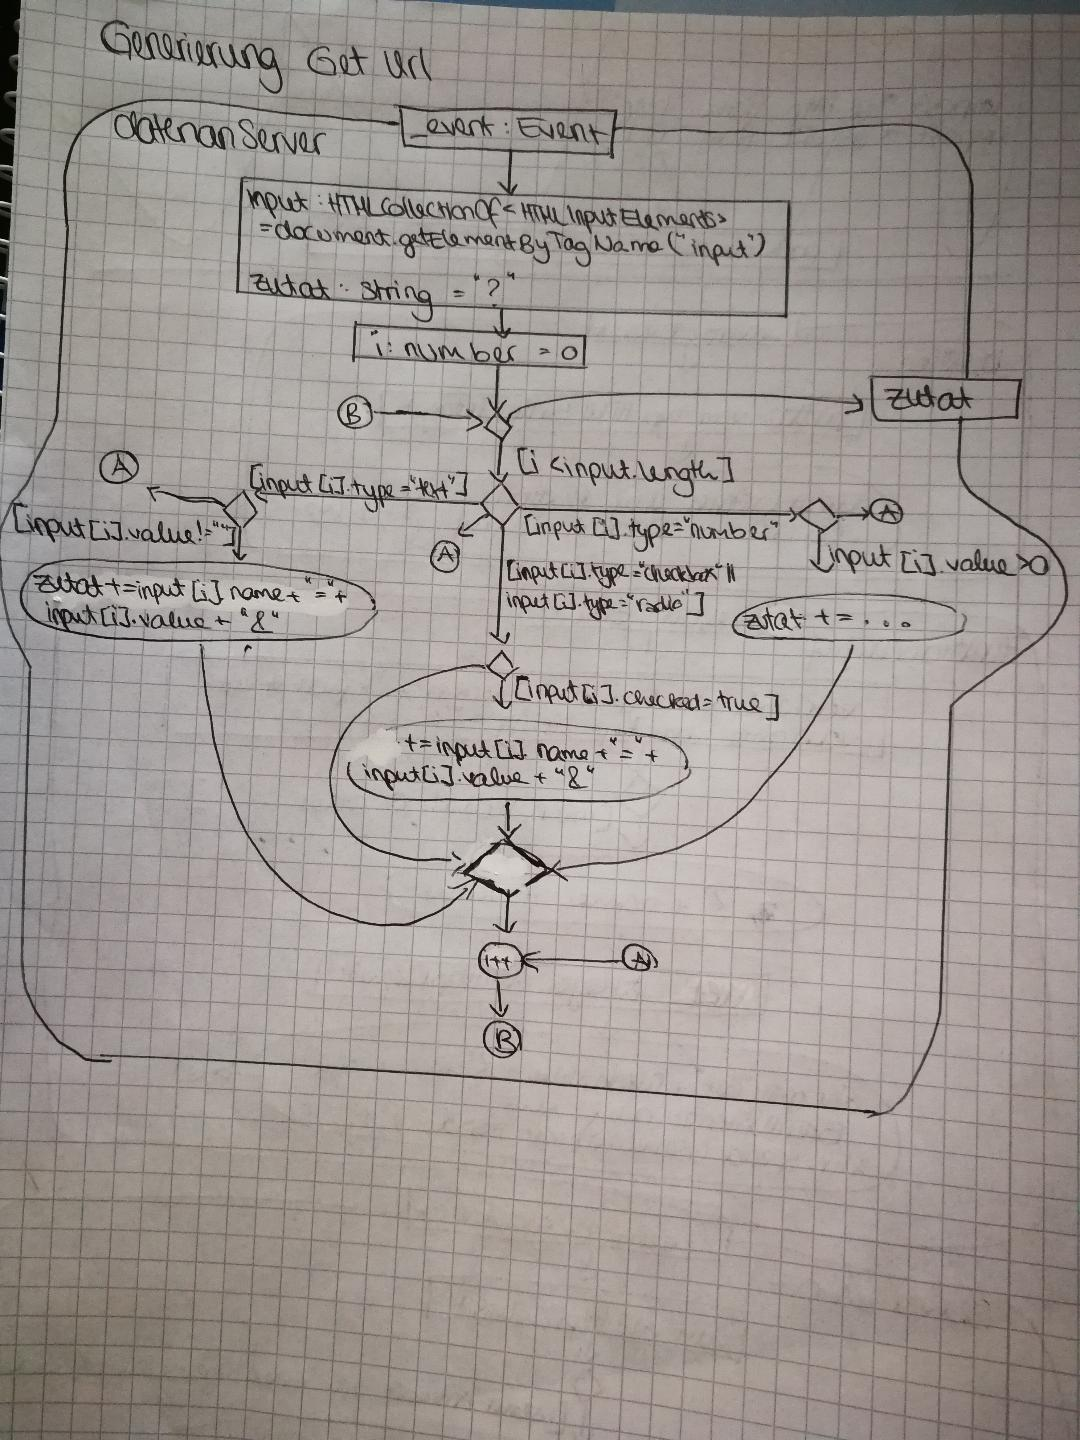 Generierung Get Url
datenanServer
_event : Event
input : HTMLCollectionOf< HTMLInputElements>
=document.getElementByTagName("input")
zutat : string = "?"
i: number = 0
B
zutat
[i < input.length]
A
[input[i].type="text"]
[input[i].type="number"
A
[input[i].value!=""]
A
input[i].value>0
[input[i].type="checkbox" ||
input[i].type="radio"]
zutat +=input[i] name + "=" +
input[i].value + "&"
zutat += . . .
[input[i].checked=true]
+=input[i]. name + "=" +
input[i].value + "&"
i++
A
B